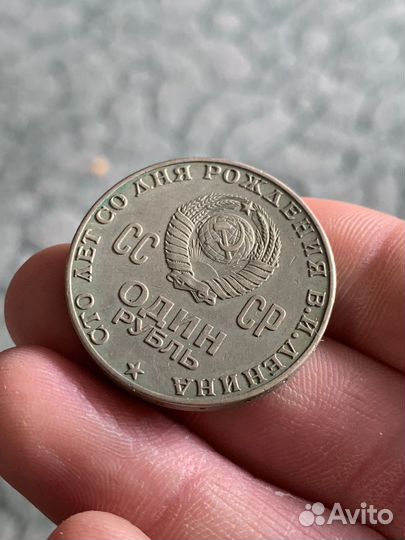 СТО ЛЕТ СО ДНЯ РОЖДЕНИЯ В.И.ЛЕНИНА
СС СР
ОДИН
РУБЛЬ
Avito